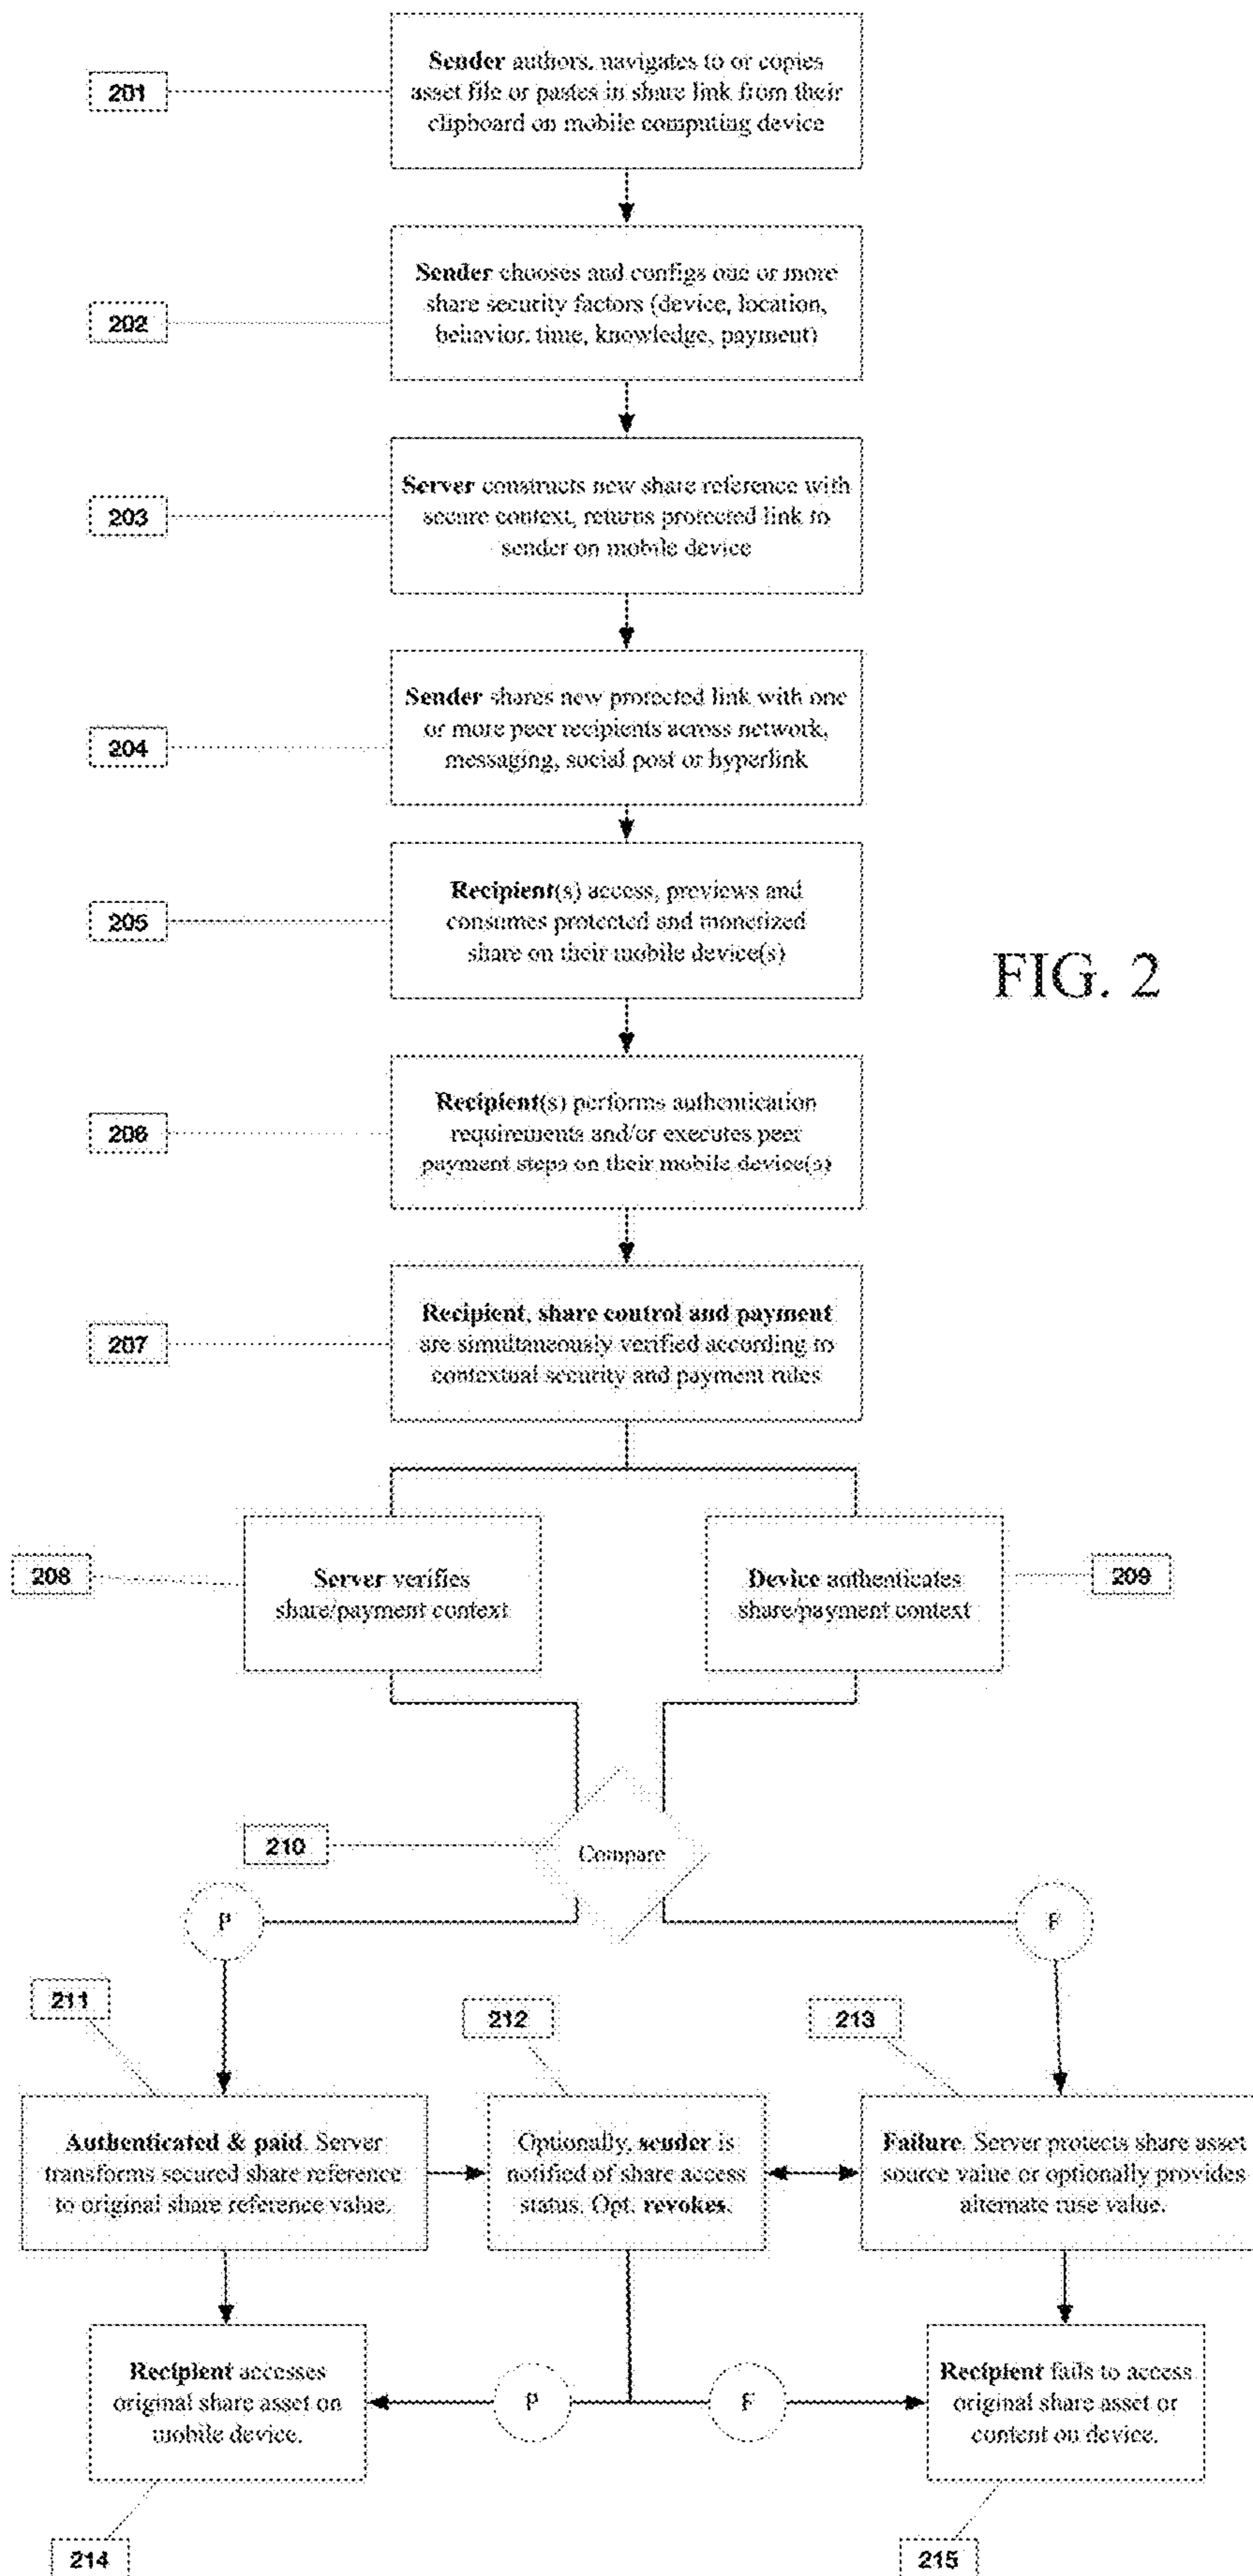 201
Sender authors, navigates to or copies
asset file or pastes in share link from their
clipboard on mobile computing device
202
Sender chooses and configs one or more
share security factors (device, location,
behavior, time, knowledge, payment)
203
Server constructs new share reference with
secure context, returns protected link to
sender on mobile device
204
Sender shares new protected link with one
or more peer recipients across network,
messaging, social post or hyperlink
205
Recipient(s) access, previews and
consumes protected and monetized
share on their mobile device(s)
FIG. 2
206
Recipient(s) performs authentication
requirements and/or executes peer
payment steps on their mobile device(s)
207
Recipient, share control and payment
are simultaneously verified according to
contextual security and payment rules
208
Server verifies
share/payment context
Device authenticates
share/payment context
209
210
Compare
P
F
211
212
213
Authenticated & paid. Server
transforms secured share reference
to original share reference value.
Optionally, sender is
notified of share access
status. Opt. revokes.
Failure. Server protects share asset
source value or optionally provides
alternate ruse value.
Recipient accesses
original share asset on
mobile device.
P
F
Recipient fails to access
original share asset or
content on device.
214
215